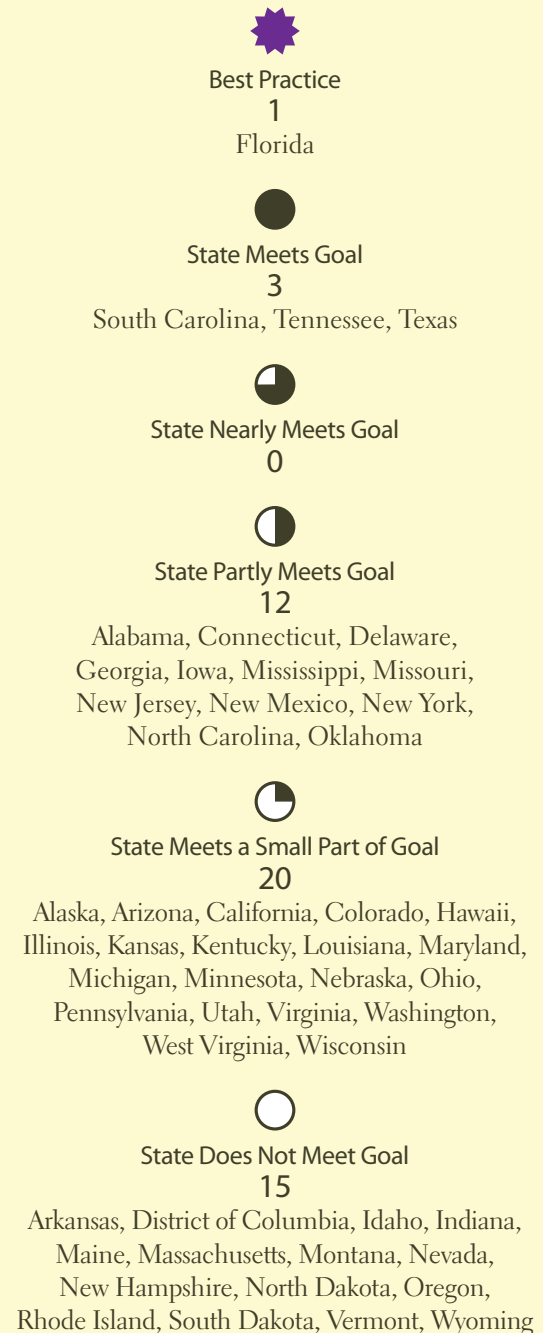 Best Practice
1
Florida
State Meets Goal
3
South Carolina, Tennessee, Texas
State Nearly Meets Goal
0
State Partly Meets Goal
12
Alabama, Connecticut, Delaware,
Georgia, Iowa, Mississippi, Missouri,
New Jersey, New Mexico, New York,
North Carolina, Oklahoma
State Meets a Small Part of Goal
20
Alaska, Arizona, California, Colorado, Hawaii,
Illinois, Kansas, Kentucky, Louisiana, Maryland,
Michigan, Minnesota, Nebraska, Ohio,
Pennsylvania, Utah, Virginia, Washington,
West Virginia, Wisconsin
State Does Not Meet Goal
15
Arkansas, District of Columbia, Idaho, Indiana,
Maine, Massachusetts, Montana, Nevada,
New Hampshire, North Dakota, Oregon,
Rhode Island, South Dakota, Vermont, Wyoming